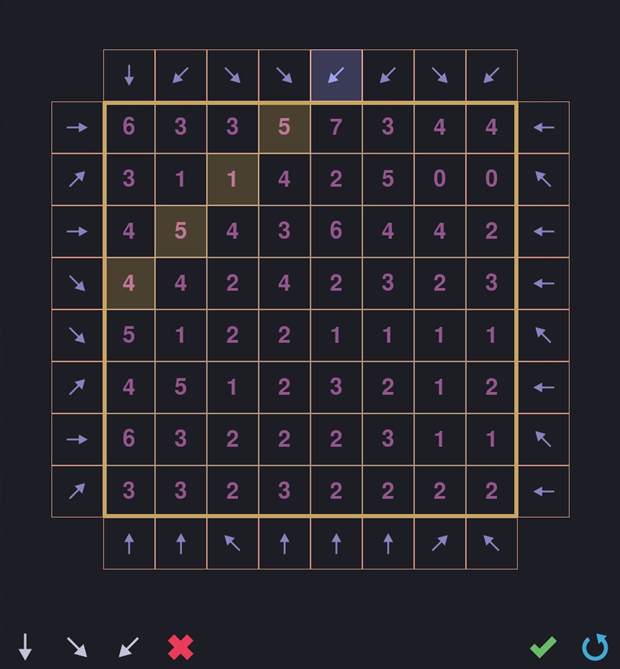 ↓ ↙ ↘ ↘ ↙ ↙ ↘ ↙
→ 6 3 3 5 7 3 4 4 ←
↗ 3 1 1 4 2 5 0 0 ↖
→ 4 5 4 3 6 4 4 2 ←
↘ 4 4 2 4 2 3 2 3 ←
↘ 5 1 2 2 1 1 1 1 ↖
↗ 4 5 1 2 3 2 1 2 ←
→ 6 3 2 2 2 3 1 1 ↖
↗ 3 3 2 3 2 2 2 2 ←
↑ ↑ ↖ ↑ ↑ ↑ ↗ ↖
↓ ↘ ↙